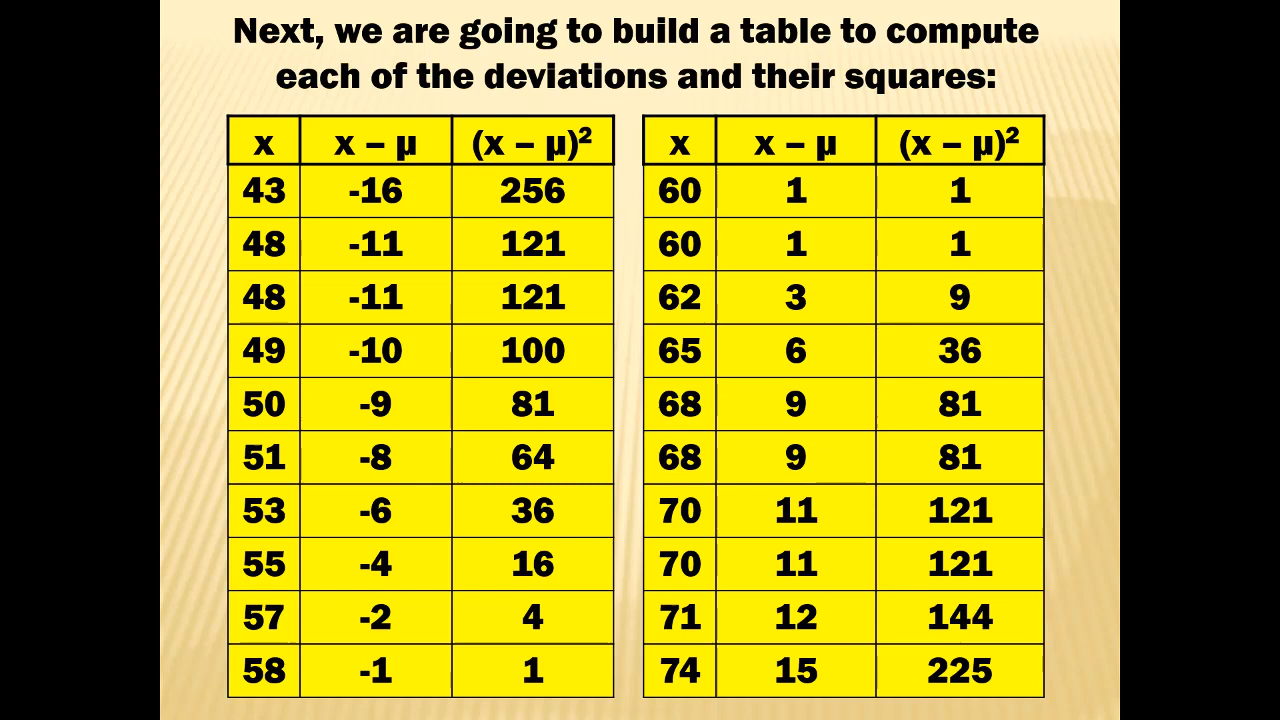 Next, we are going to build a table to compute
each of the deviations and their squares:
x x – μ (x – μ)²
43 -16 256
48 -11 121
48 -11 121
49 -10 100
50 -9 81
51 -8 64
53 -6 36
55 -4 16
57 -2 4
58 -1 1
x x – μ (x – μ)²
60 1 1
60 1 1
62 3 9
65 6 36
68 9 81
68 9 81
70 11 121
70 11 121
71 12 144
74 15 225